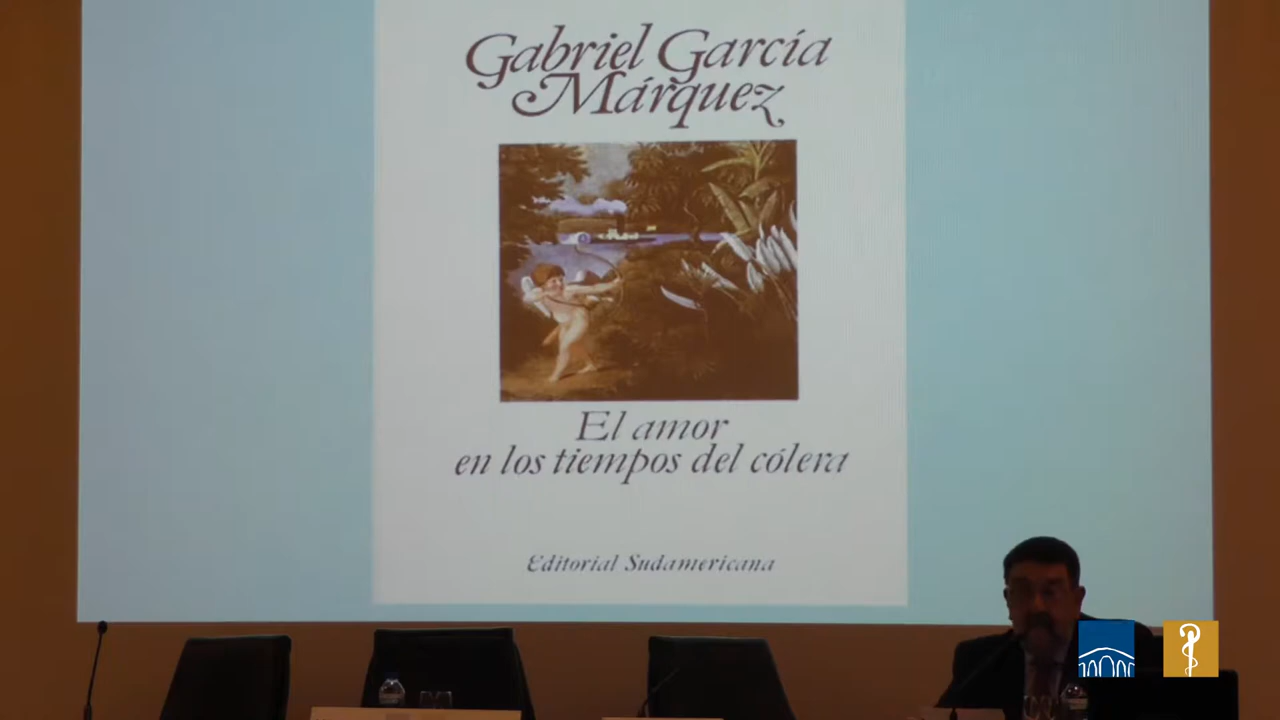 Gabriel García
Márquez
El amor
en los tiempos del cólera
Editorial Sudamericana